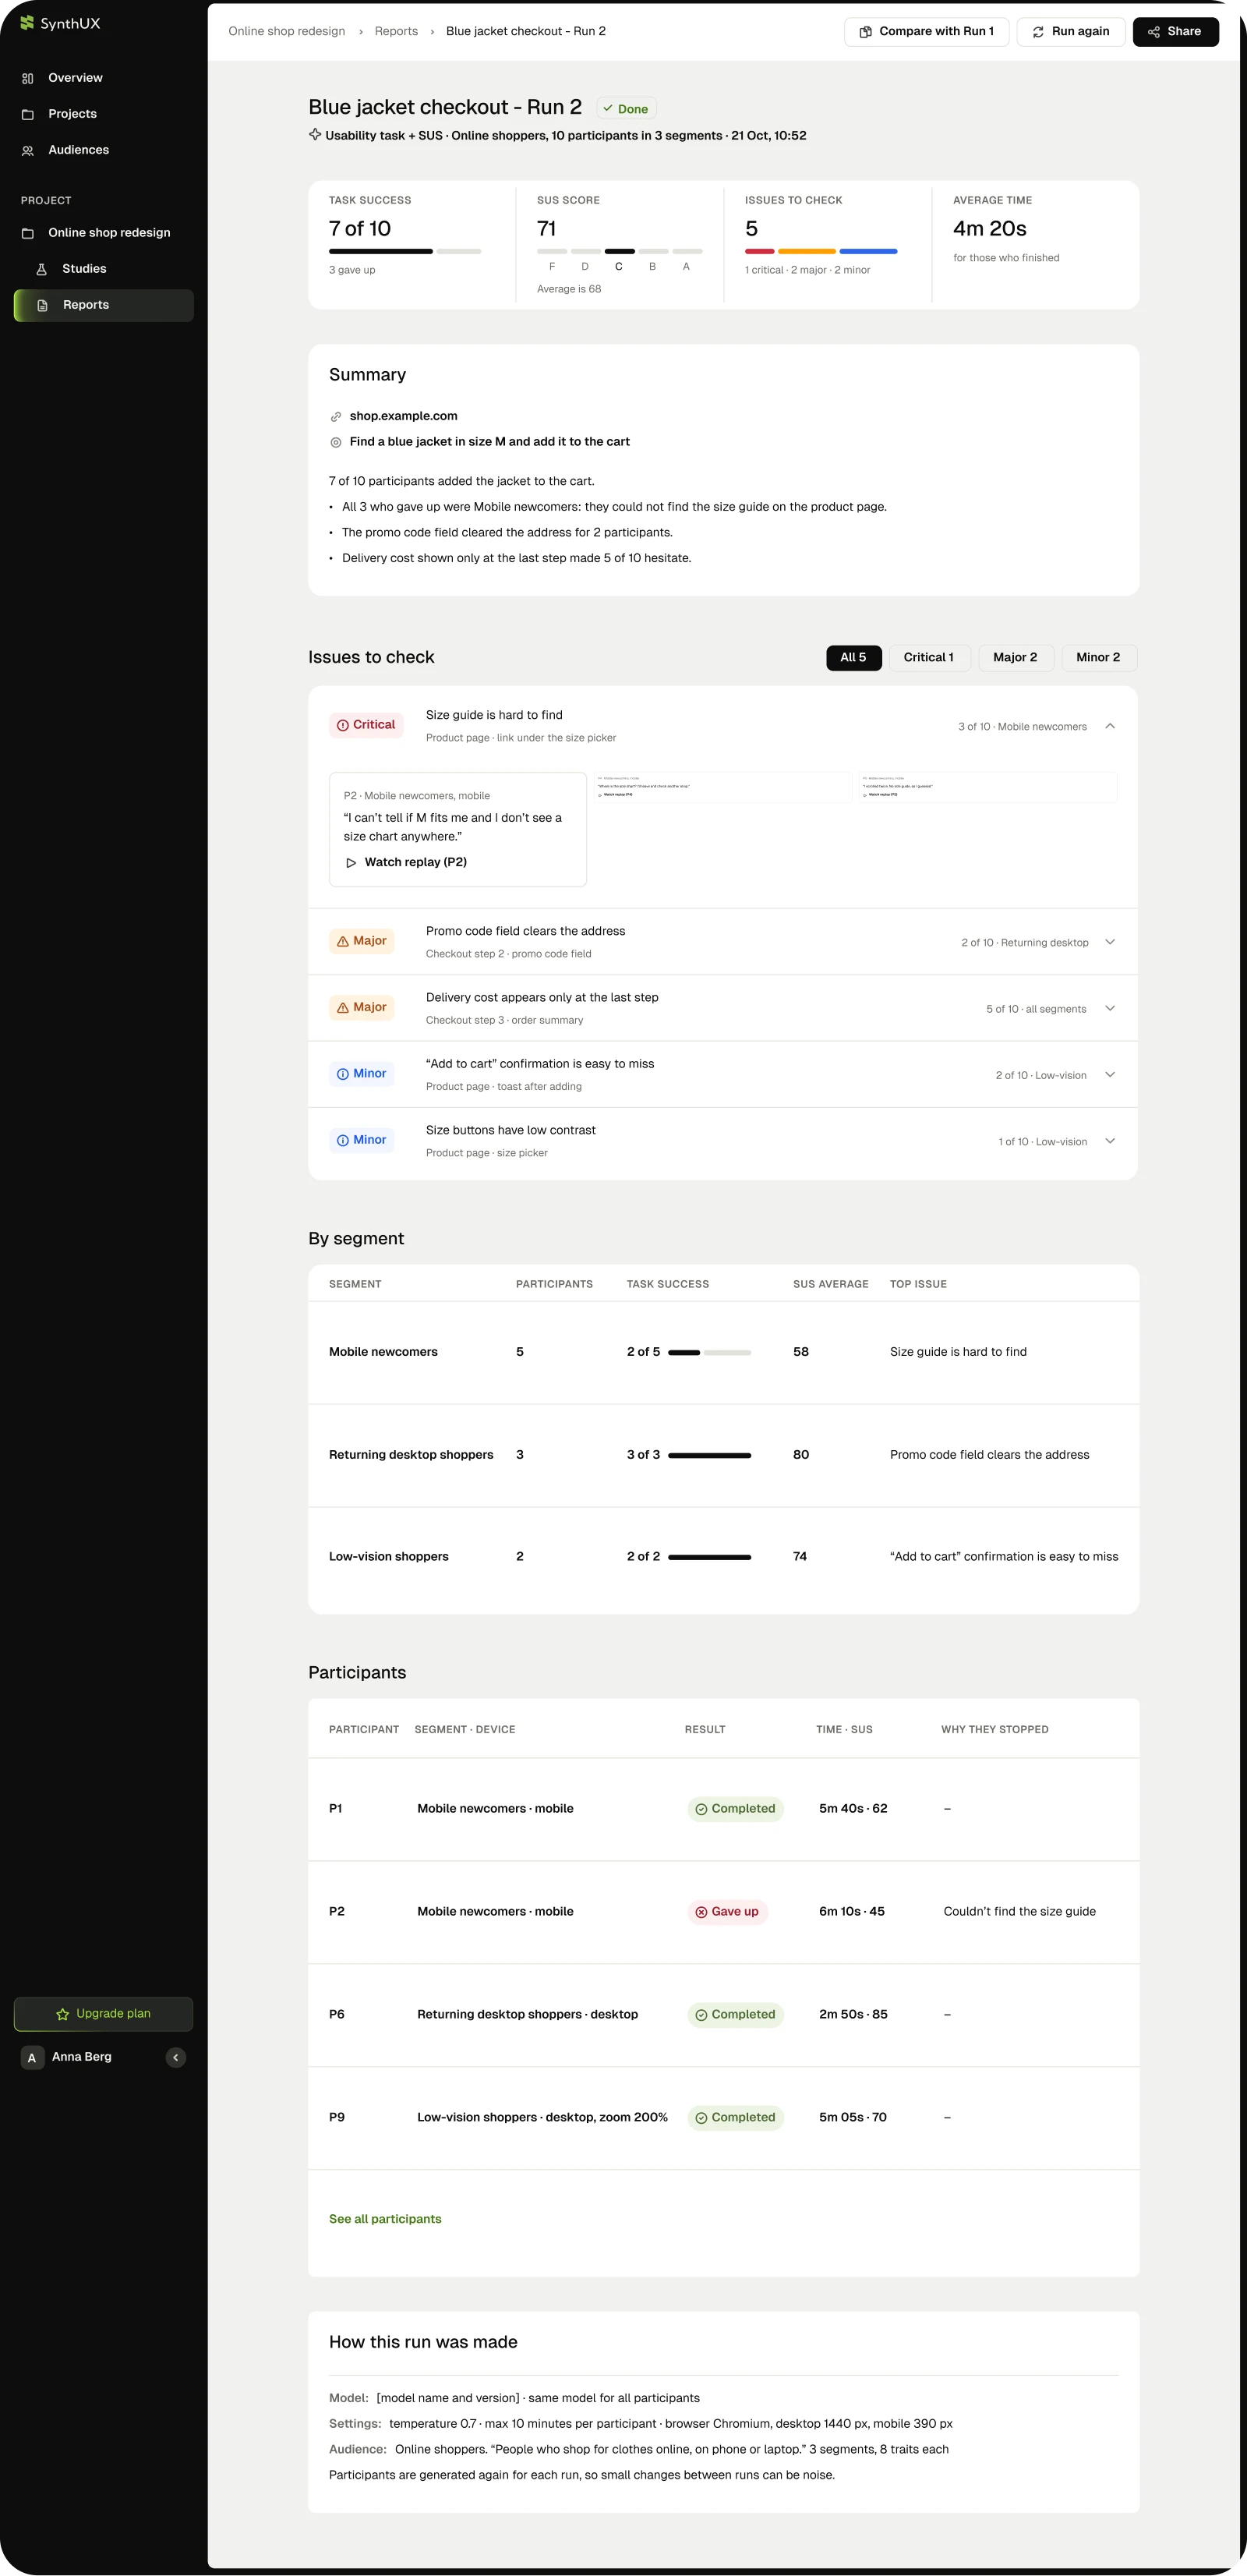 SynthUX
Overview
Projects
Audiences
PROJECT
Online shop redesign
Studies
Reports
Upgrade plan
A Anna Berg
Online shop redesign › Reports › Blue jacket checkout - Run 2
Compare with Run 1
Run again
Share
Blue jacket checkout - Run 2
Done
Usability task + SUS · Online shoppers, 10 participants in 3 segments · 21 Oct, 10:52
TASK SUCCESS
7 of 10
3 gave up
SUS SCORE
71
F D C B A
Average is 68
ISSUES TO CHECK
5
1 critical · 2 major · 2 minor
AVERAGE TIME
4m 20s
for those who finished
Summary
shop.example.com
Find a blue jacket in size M and add it to the cart
7 of 10 participants added the jacket to the cart.
• All 3 who gave up were Mobile newcomers: they could not find the size guide on the product page.
• The promo code field cleared the address for 2 participants.
• Delivery cost shown only at the last step made 5 of 10 hesitate.
Issues to check
All 5
Critical 1
Major 2
Minor 2
Critical
Size guide is hard to find
Product page · link under the size picker
3 of 10 · Mobile newcomers
P2 · Mobile newcomers, mobile
“I can’t tell if M fits me and I don’t see a
size chart anywhere.”
Watch replay (P2)
Major
Promo code field clears the address
Checkout step 2 · promo code field
2 of 10 · Returning desktop
Major
Delivery cost appears only at the last step
Checkout step 3 · order summary
5 of 10 · all segments
Minor
“Add to cart” confirmation is easy to miss
Product page · toast after adding
2 of 10 · Low-vision
Minor
Size buttons have low contrast
Product page · size picker
1 of 10 · Low-vision
By segment
SEGMENT PARTICIPANTS TASK SUCCESS SUS AVERAGE TOP ISSUE
Mobile newcomers 5 2 of 5 58 Size guide is hard to find
Returning desktop shoppers 3 3 of 3 80 Promo code field clears the address
Low-vision shoppers 2 2 of 2 74 “Add to cart” confirmation is easy to miss
Participants
PARTICIPANT SEGMENT · DEVICE RESULT TIME · SUS WHY THEY STOPPED
P1 Mobile newcomers · mobile Completed 5m 40s · 62 –
P2 Mobile newcomers · mobile Gave up 6m 10s · 45 Couldn’t find the size guide
P6 Returning desktop shoppers · desktop Completed 2m 50s · 85 –
P9 Low-vision shoppers · desktop, zoom 200% Completed 5m 05s · 70 –
See all participants
How this run was made
Model: [model name and version] · same model for all participants
Settings: temperature 0.7 · max 10 minutes per participant · browser Chromium, desktop 1440 px, mobile 390 px
Audience: Online shoppers. “People who shop for clothes online, on phone or laptop.” 3 segments, 8 traits each
Participants are generated again for each run, so small changes between runs can be noise.